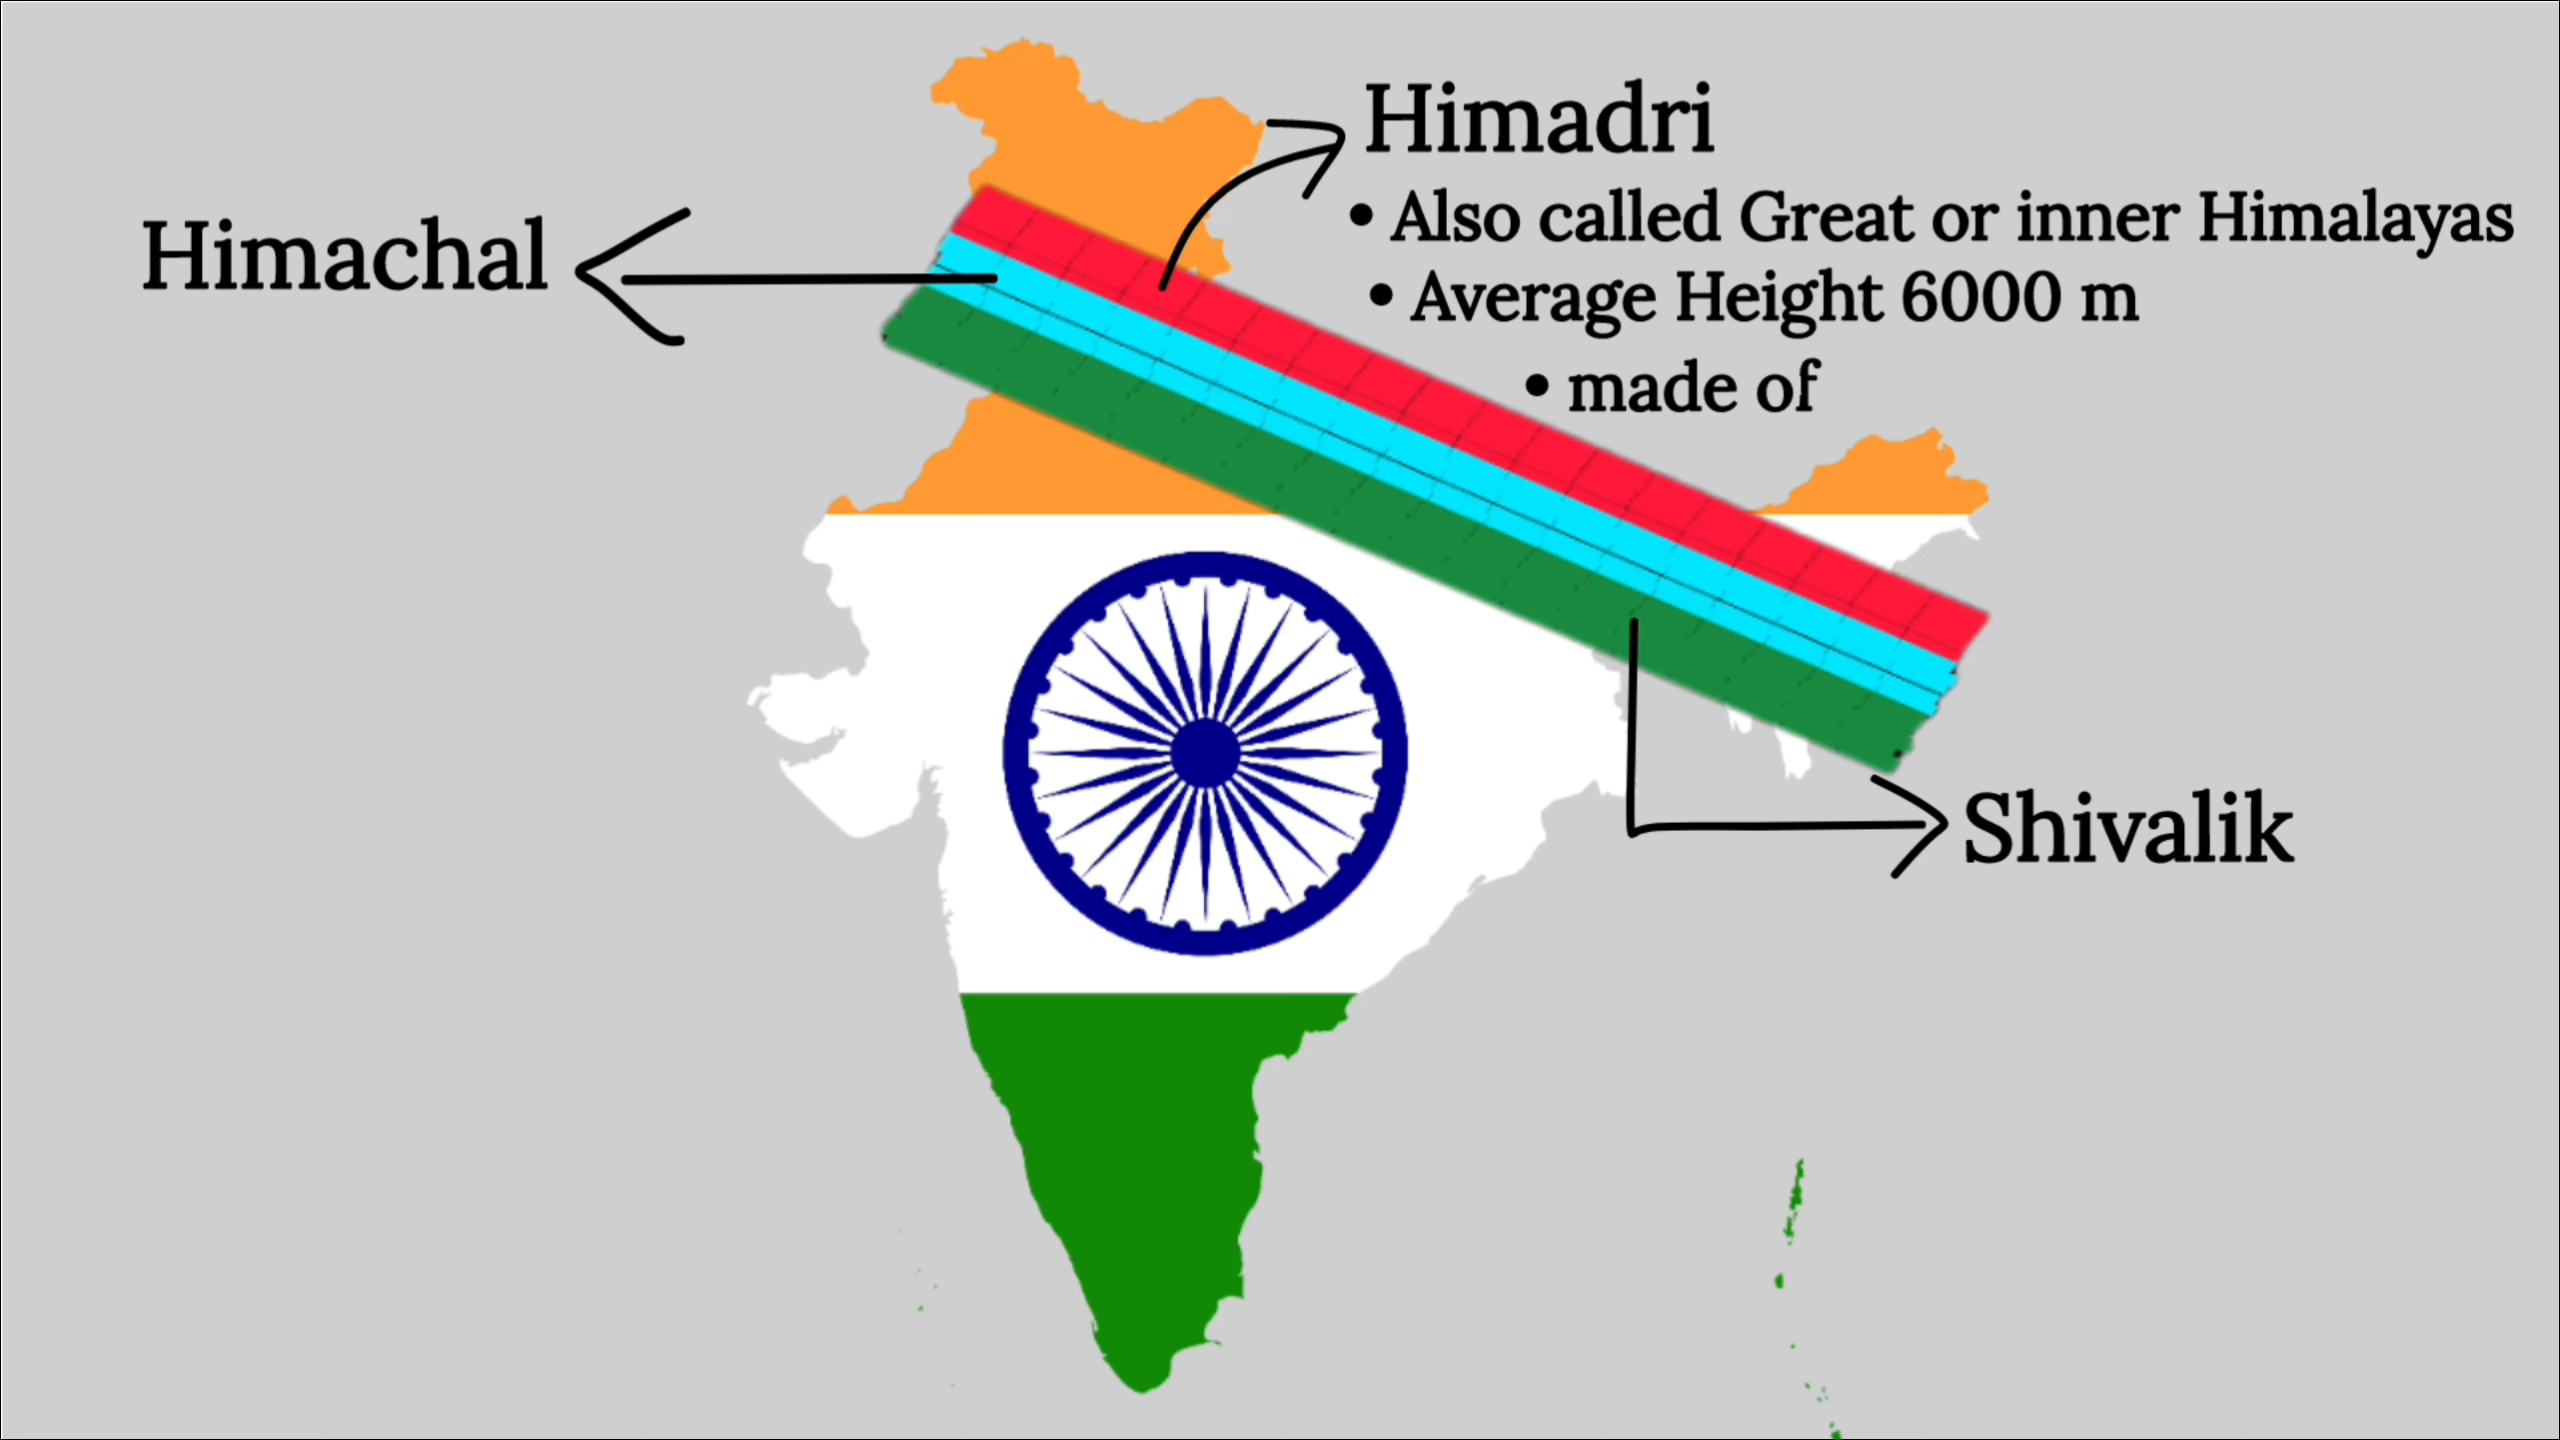 Himadri
• Also called Great or inner Himalayas
• Average Height 6000 m
• made of
Himachal
Shivalik